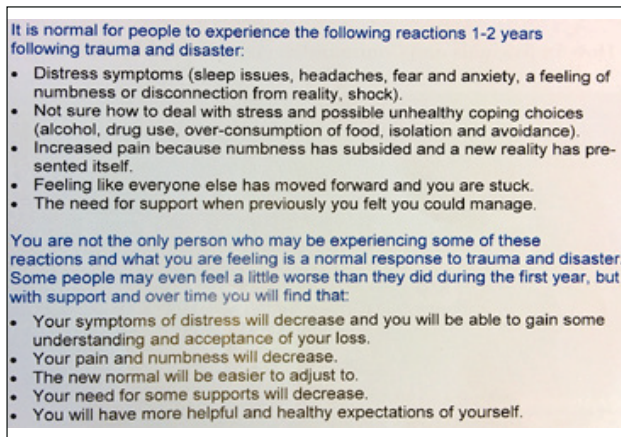 It is normal for people to experience the following reactions 1-2 years
following trauma and disaster:
• Distress symptoms (sleep issues, headaches, fear and anxiety, a feeling of
numbness or disconnection from reality, shock).
• Not sure how to deal with stress and possible unhealthy coping choices
(alcohol, drug use, over-consumption of food, isolation and avoidance).
• Increased pain because numbness has subsided and a new reality has pre-
sented itself.
• Feeling like everyone else has moved forward and you are stuck.
• The need for support when previously you felt you could manage.
You are not the only person who may be experiencing some of these
reactions and what you are feeling is a normal response to trauma and disaster.
Some people may even feel a little worse than they did during the first year, but
with support and over time you will find that:
• Your symptoms of distress will decrease and you will be able to gain some
understanding and acceptance of your loss.
• Your pain and numbness will decrease.
• The new normal will be easier to adjust to.
• Your need for some supports will decrease.
• You will have more helpful and healthy expectations of yourself.